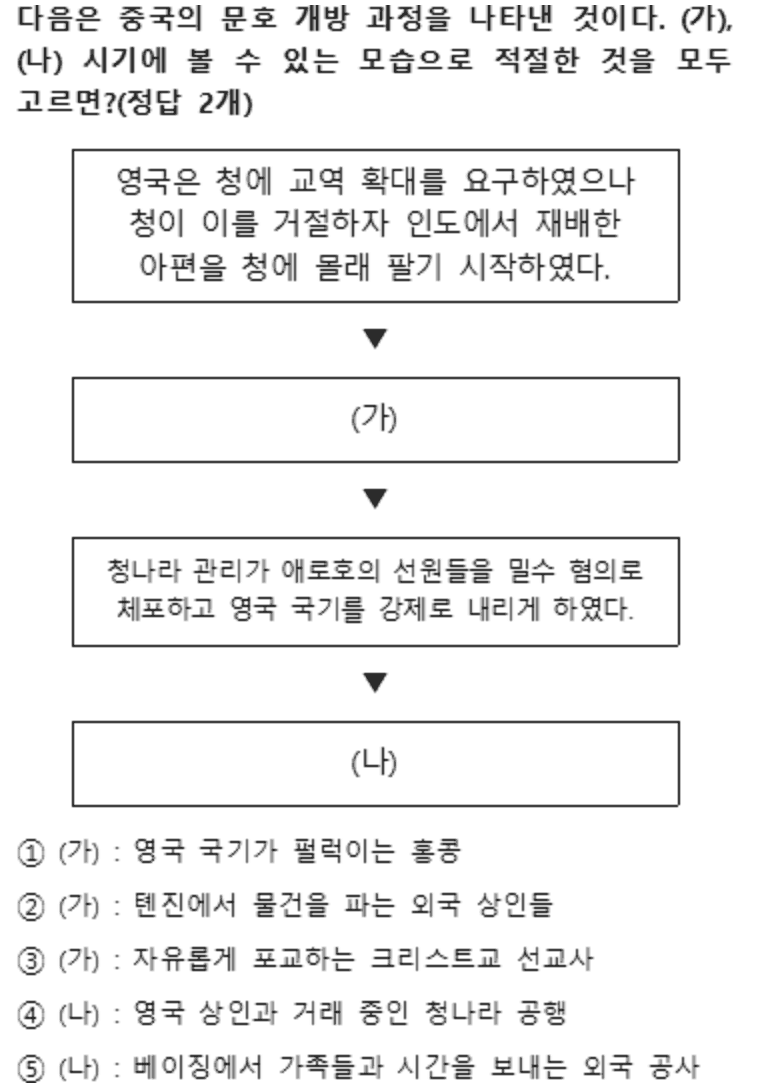 다음은 중국의 문호 개방 과정을 나타낸 것이다. (가),
(나) 시기에 볼 수 있는 모습으로 적절한 것을 모두
고르면?(정답 2개)
영국은 청에 교역 확대를 요구하였으나
청이 이를 거절하자 인도에서 재배한
아편을 청에 몰래 팔기 시작하였다.
▼
(가)
▼
청나라 관리가 애로호의 선원들을 밀수 혐의로
체포하고 영국 국기를 강제로 내리게 하였다.
▼
(나)
① (가) : 영국 국기가 펄럭이는 홍콩
② (가) : 톈진에서 물건을 파는 외국 상인들
③ (가) : 자유롭게 포교하는 크리스트교 선교사
④ (나) : 영국 상인과 거래 중인 청나라 공행
⑤ (나) : 베이징에서 가족들과 시간을 보내는 외국 공사